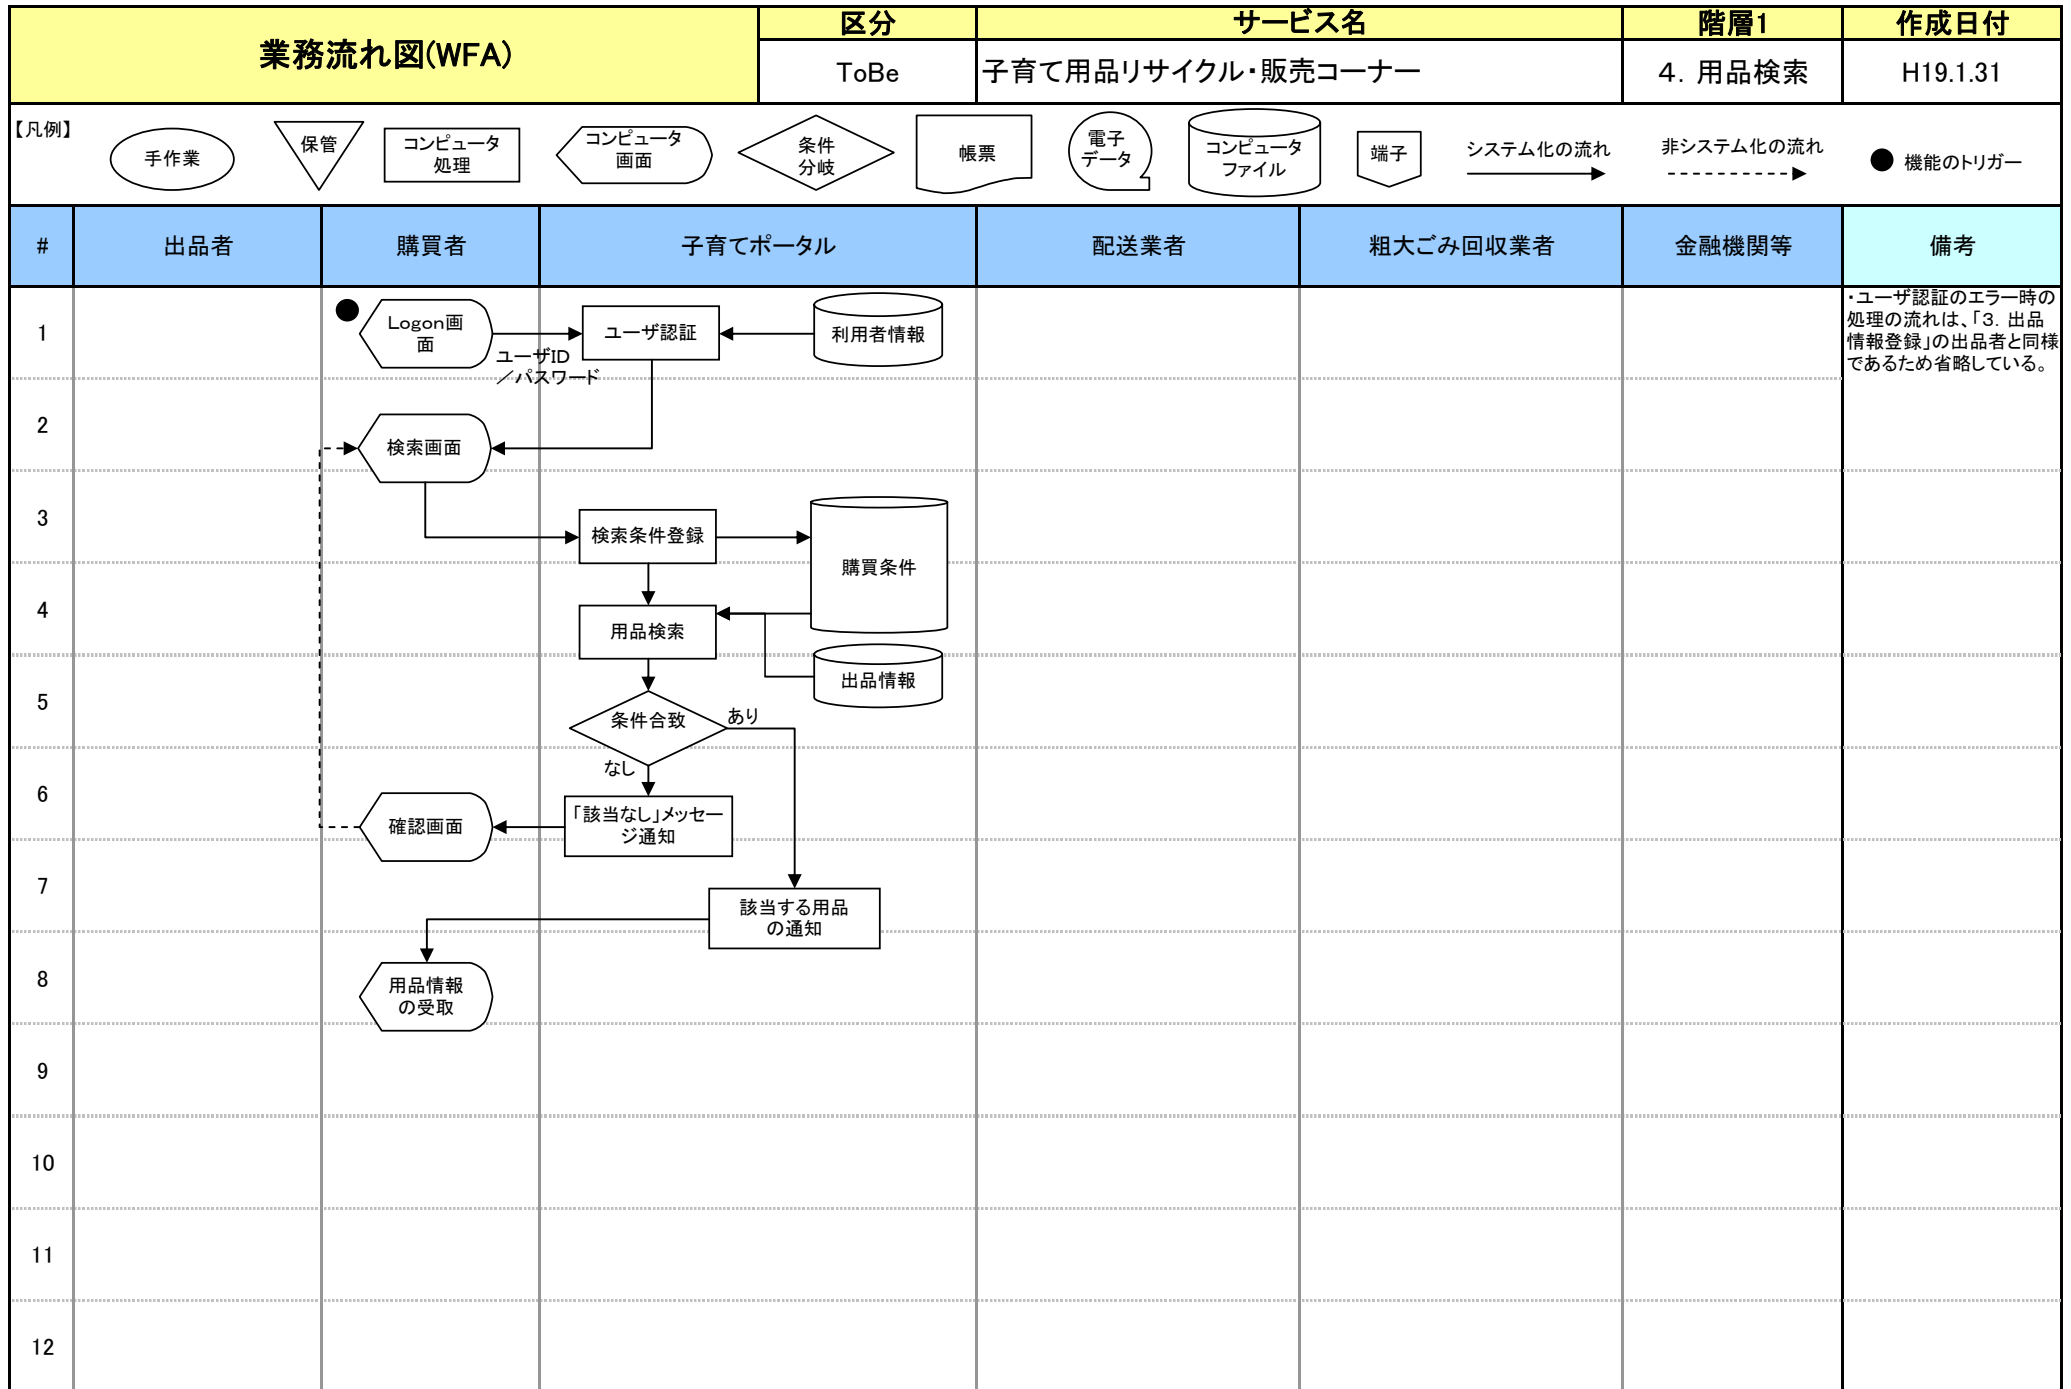 業務流れ図(WFA)
区分
サービス名
階層1
作成日付
ToBe
子育て用品リサイクル・販売コーナー
4．用品検索
H19.1.31
【凡例】
手作業
保管
コンピュータ
処理
コンピュータ
画面
条件
分岐
帳票
電子
データ
コンピュータ
ファイル
端子
システム化の流れ
非システム化の流れ
機能のトリガー
#
出品者
購買者
子育てポータル
配送業者
粗大ごみ回収業者
金融機関等
備考
1
Logon画
面
ユーザID
／パスワード
ユーザ認証
利用者情報
・ユーザ認証のエラー時の
処理の流れは、「3．出品
情報登録」の出品者と同様
であるため省略している。
2
検索画面
3
検索条件登録
購買条件
4
用品検索
出品情報
5
条件合致
あり
なし
6
確認画面
「該当なし」メッセー
ジ通知
7
該当する用品
の通知
8
用品情報
の受取
9
10
11
12